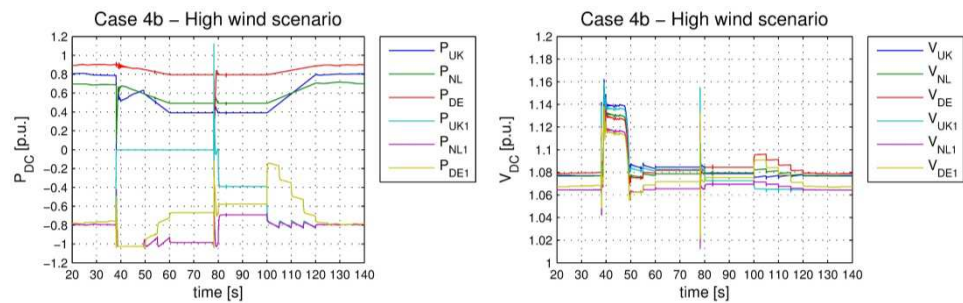 Case 4b – High wind scenario
P_DC [p.u.]
1.2
1
0.8
0.6
0.4
0.2
0
−0.2
−0.4
−0.6
−0.8
−1
−1.2
20 30 40 50 60 70 80 90 100 110 120 130 140
time [s]
P_UK
P_NL
P_DE
P_UK1
P_NL1
P_DE1
Case 4b – High wind scenario
V_DC [p.u.]
1.2
1.18
1.16
1.14
1.12
1.1
1.08
1.06
1.04
1.02
1
20 30 40 50 60 70 80 90 100 110 120 130 140
time [s]
V_UK
V_NL
V_DE
V_UK1
V_NL1
V_DE1